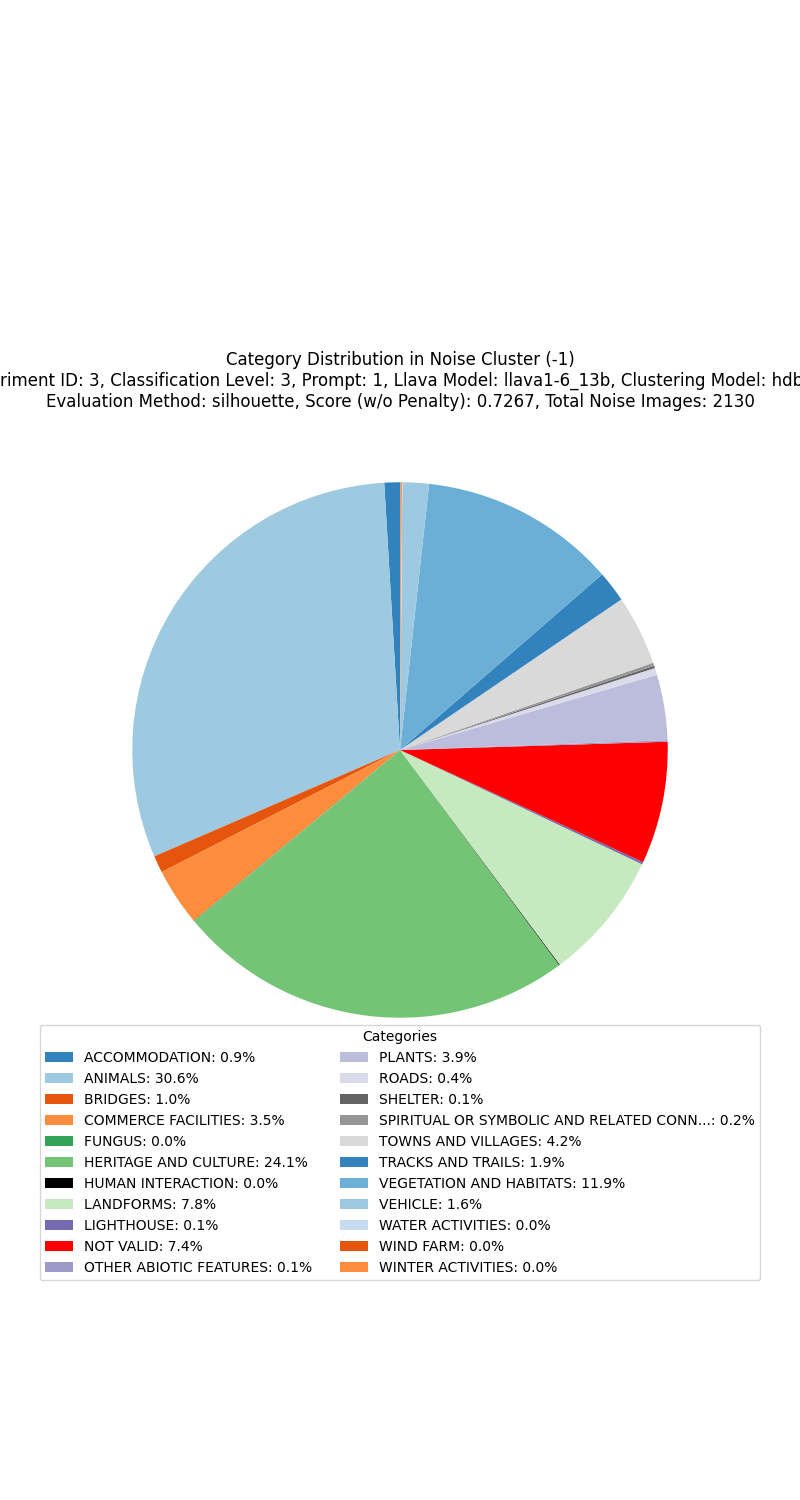 Category Distribution in Noise Cluster (-1)
riment ID: 3, Classification Level: 3, Prompt: 1, Llava Model: llava1-6_13b, Clustering Model: hdb
Evaluation Method: silhouette, Score (w/o Penalty): 0.7267, Total Noise Images: 2130
Categories
ACCOMMODATION: 0.9%
ANIMALS: 30.6%
BRIDGES: 1.0%
COMMERCE FACILITIES: 3.5%
FUNGUS: 0.0%
HERITAGE AND CULTURE: 24.1%
HUMAN INTERACTION: 0.0%
LANDFORMS: 7.8%
LIGHTHOUSE: 0.1%
NOT VALID: 7.4%
OTHER ABIOTIC FEATURES: 0.1%
PLANTS: 3.9%
ROADS: 0.4%
SHELTER: 0.1%
SPIRITUAL OR SYMBOLIC AND RELATED CONN...: 0.2%
TOWNS AND VILLAGES: 4.2%
TRACKS AND TRAILS: 1.9%
VEGETATION AND HABITATS: 11.9%
VEHICLE: 1.6%
WATER ACTIVITIES: 0.0%
WIND FARM: 0.0%
WINTER ACTIVITIES: 0.0%